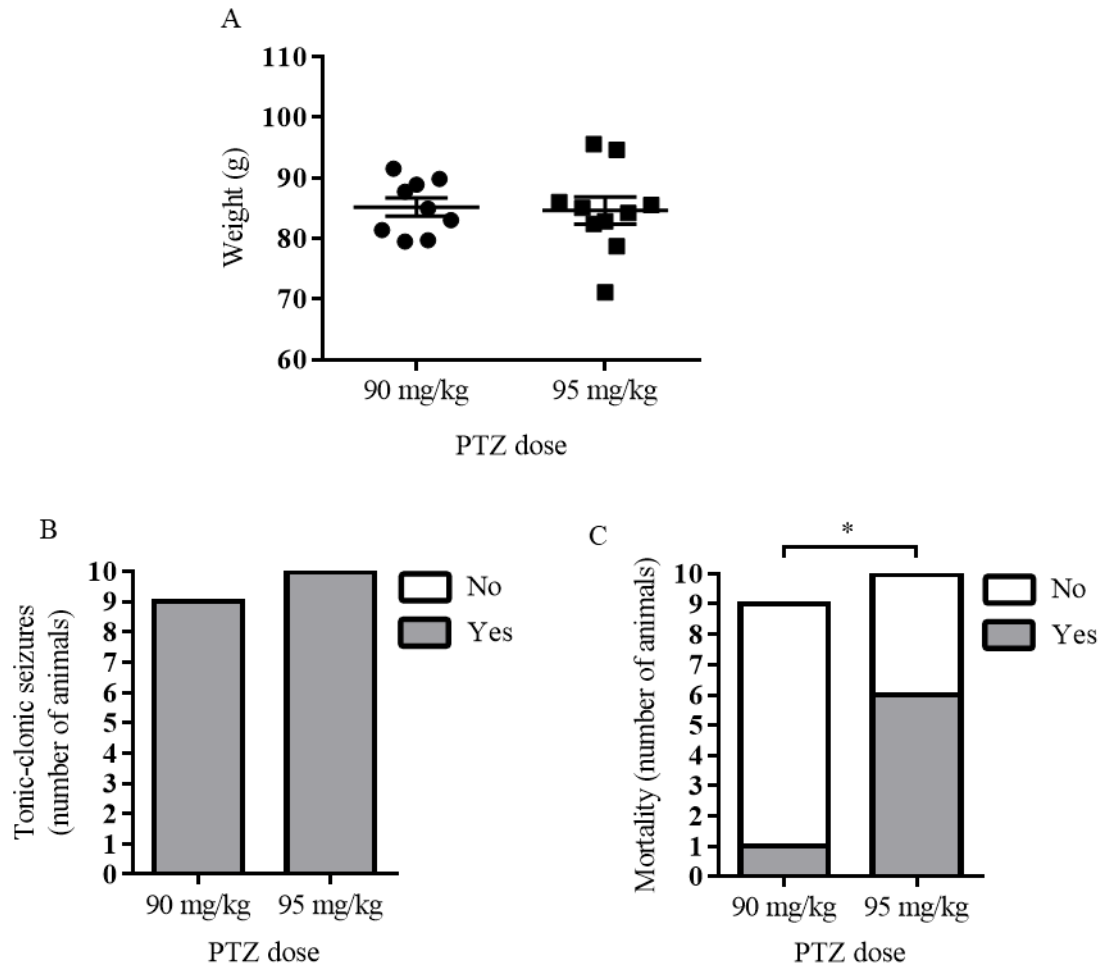 A
110
100
90
80
70
60
Weight (g)
90 mg/kg
95 mg/kg
PTZ dose
B
Tonic-clonic seizures
(number of animals)
10
9
8
7
6
5
4
3
2
1
0
90 mg/kg
95 mg/kg
PTZ dose
No
Yes
C
*
Mortality (number of animals)
10
9
8
7
6
5
4
3
2
1
0
90 mg/kg
95 mg/kg
PTZ dose
No
Yes